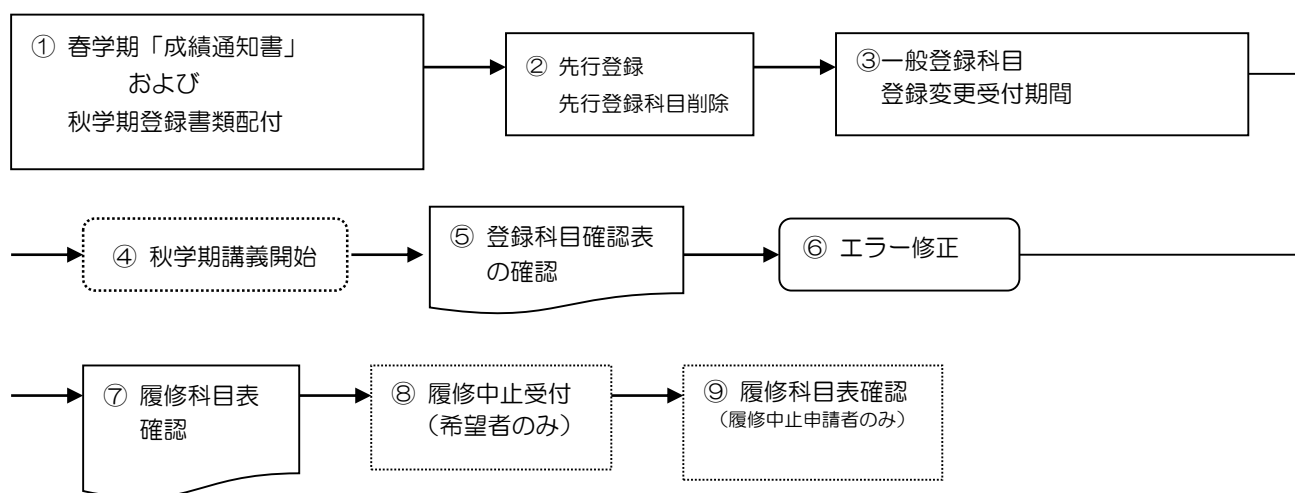 ① 春学期「成績通知書」
および
秋学期登録書類配付
② 先行登録
先行登録科目削除
③一般登録科目
登録変更受付期間
④ 秋学期講義開始
⑤ 登録科目確認表
の確認
⑥ エラー修正
⑦ 履修科目表
確認
⑧ 履修中止受付
（希望者のみ）
⑨ 履修科目表確認
（履修中止申請者のみ）